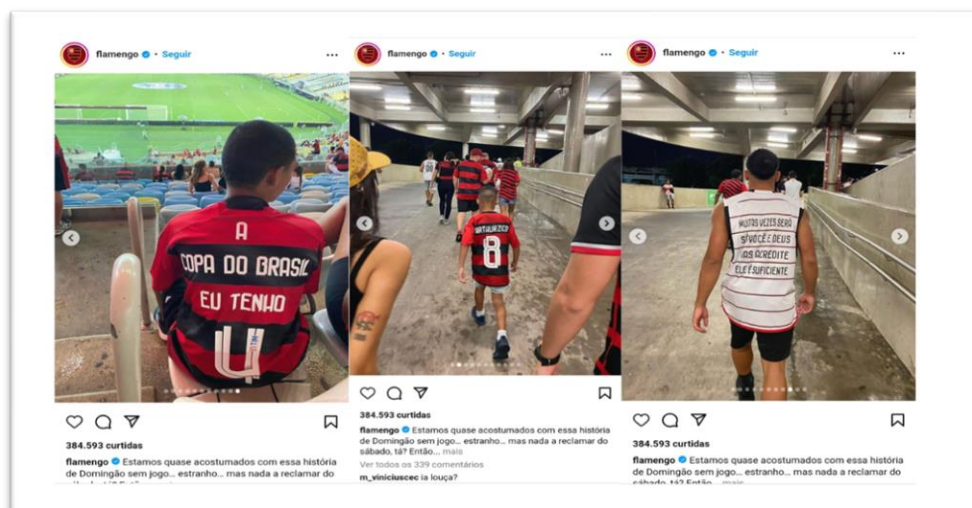 flamengo • Seguir
A
COPA DO BRASIL
EU TENHO
4
384.593 curtidas
flamengo Estamos quase acostumados com essa história
de Domingão sem jogo... estranho... mas nada a reclamar do
flamengo • Seguir
8
384.593 curtidas
flamengo Estamos quase acostumados com essa história
de Domingão sem jogo... estranho... mas nada a reclamar do
sábado, tá? Então... mais
Ver todos os 339 comentários
m_viniuscec ia louça?
flamengo • Seguir
MUITAS VEZES SERÁ
SÓ VOCÊ E DEUS
MAS ACREDITE
ELE É SUFICIENTE
384.593 curtidas
flamengo Estamos quase acostumados com essa história
de Domingão sem jogo... estranho... mas nada a reclamar do
sábado, tá? Então... mais